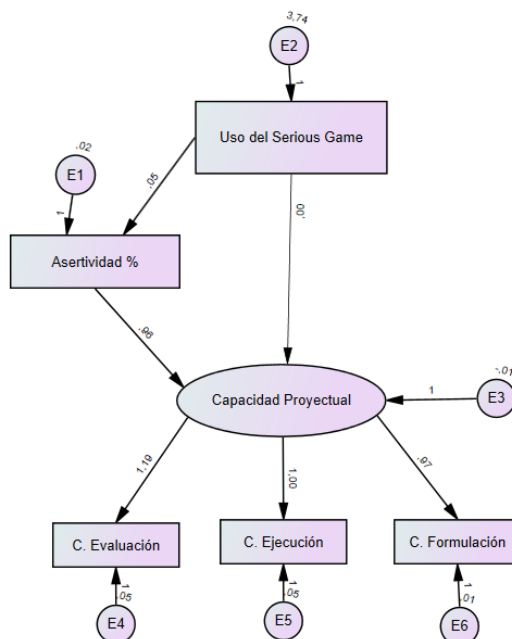 3,74
E2
1
Uso del Serious Game
,02
E1
1
,05
,00
Asertividad %
,96
-,01
E3
1
Capacidad Proyectual
1,19
1,00
,97
C. Evaluación
C. Ejecución
C. Formulación
1
,05
E4
1
,05
E5
1
,01
E6